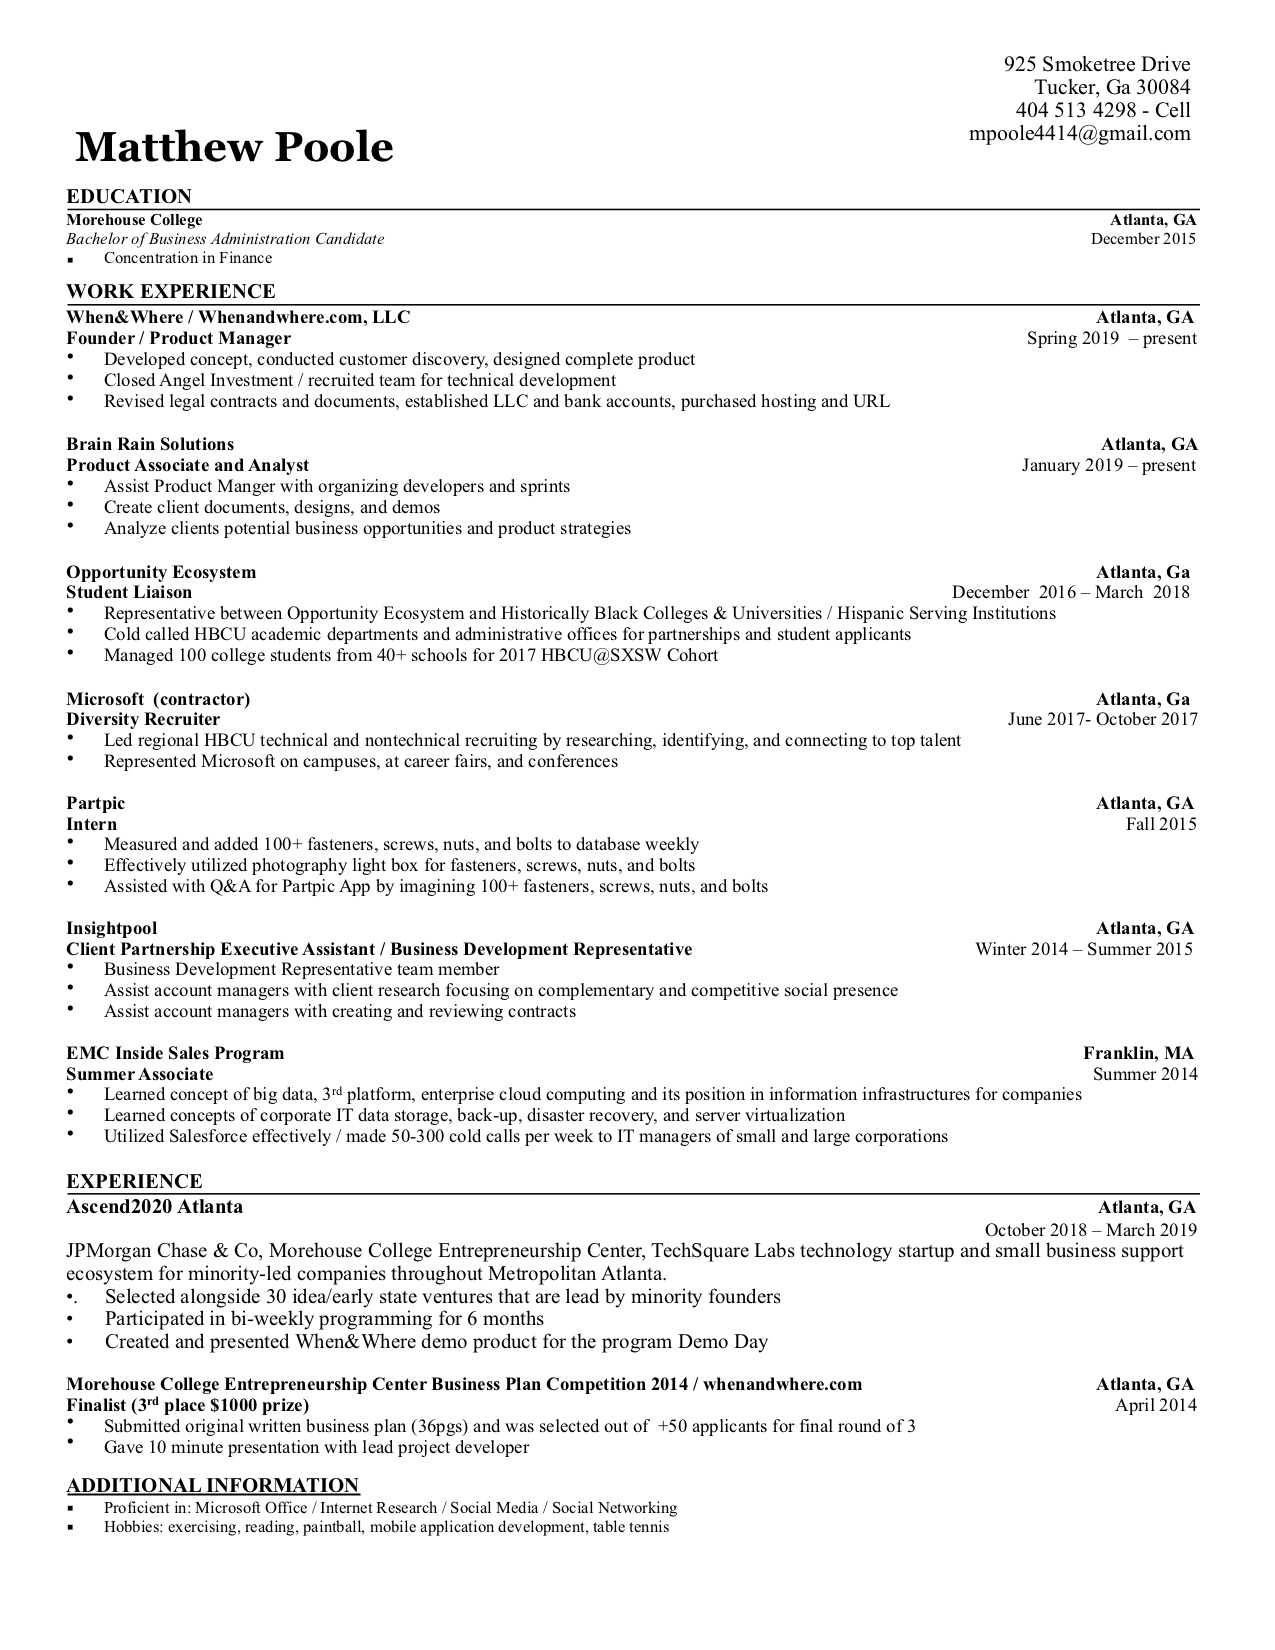 925 Smoketree Drive
Tucker, Ga 30084
404 513 4298 - Cell
mpoole4414@gmail.com
Matthew Poole
EDUCATION
Morehouse College Atlanta, GA
Bachelor of Business Administration Candidate December 2015
▪ Concentration in Finance
WORK EXPERIENCE
When&Where / Whenandwhere.com, LLC Atlanta, GA
Founder / Product Manager Spring 2019 – present
• Developed concept, conducted customer discovery, designed complete product
• Closed Angel Investment / recruited team for technical development
• Revised legal contracts and documents, established LLC and bank accounts, purchased hosting and URL
Brain Rain Solutions Atlanta, GA
Product Associate and Analyst January 2019 – present
• Assist Product Manger with organizing developers and sprints
• Create client documents, designs, and demos
• Analyze clients potential business opportunities and product strategies
Opportunity Ecosystem Atlanta, Ga
Student Liaison December 2016 – March 2018
• Representative between Opportunity Ecosystem and Historically Black Colleges & Universities / Hispanic Serving Institutions
• Cold called HBCU academic departments and administrative offices for partnerships and student applicants
• Managed 100 college students from 40+ schools for 2017 HBCU@SXSW Cohort
Microsoft (contractor) Atlanta, Ga
Diversity Recruiter June 2017- October 2017
• Led regional HBCU technical and nontechnical recruiting by researching, identifying, and connecting to top talent
• Represented Microsoft on campuses, at career fairs, and conferences
Partpic Atlanta, GA
Intern Fall 2015
• Measured and added 100+ fasteners, screws, nuts, and bolts to database weekly
• Effectively utilized photography light box for fasteners, screws, nuts, and bolts
• Assisted with Q&A for Partpic App by imagining 100+ fasteners, screws, nuts, and bolts
Insightpool Atlanta, GA
Client Partnership Executive Assistant / Business Development Representative Winter 2014 – Summer 2015
• Business Development Representative team member
• Assist account managers with client research focusing on complementary and competitive social presence
• Assist account managers with creating and reviewing contracts
EMC Inside Sales Program Franklin, MA
Summer Associate Summer 2014
• Learned concept of big data, 3rd platform, enterprise cloud computing and its position in information infrastructures for companies
• Learned concepts of corporate IT data storage, back-up, disaster recovery, and server virtualization
• Utilized Salesforce effectively / made 50-300 cold calls per week to IT managers of small and large corporations
EXPERIENCE
Ascend2020 Atlanta Atlanta, GA
October 2018 – March 2019
JPMorgan Chase & Co, Morehouse College Entrepreneurship Center, TechSquare Labs technology startup and small business support
ecosystem for minority-led companies throughout Metropolitan Atlanta.
•. Selected alongside 30 idea/early state ventures that are lead by minority founders
• Participated in bi-weekly programming for 6 months
• Created and presented When&Where demo product for the program Demo Day
Morehouse College Entrepreneurship Center Business Plan Competition 2014 / whenandwhere.com Atlanta, GA
Finalist (3rd place $1000 prize) April 2014
• Submitted original written business plan (36pgs) and was selected out of +50 applicants for final round of 3
• Gave 10 minute presentation with lead project developer
ADDITIONAL INFORMATION
▪ Proficient in: Microsoft Office / Internet Research / Social Media / Social Networking
▪ Hobbies: exercising, reading, paintball, mobile application development, table tennis